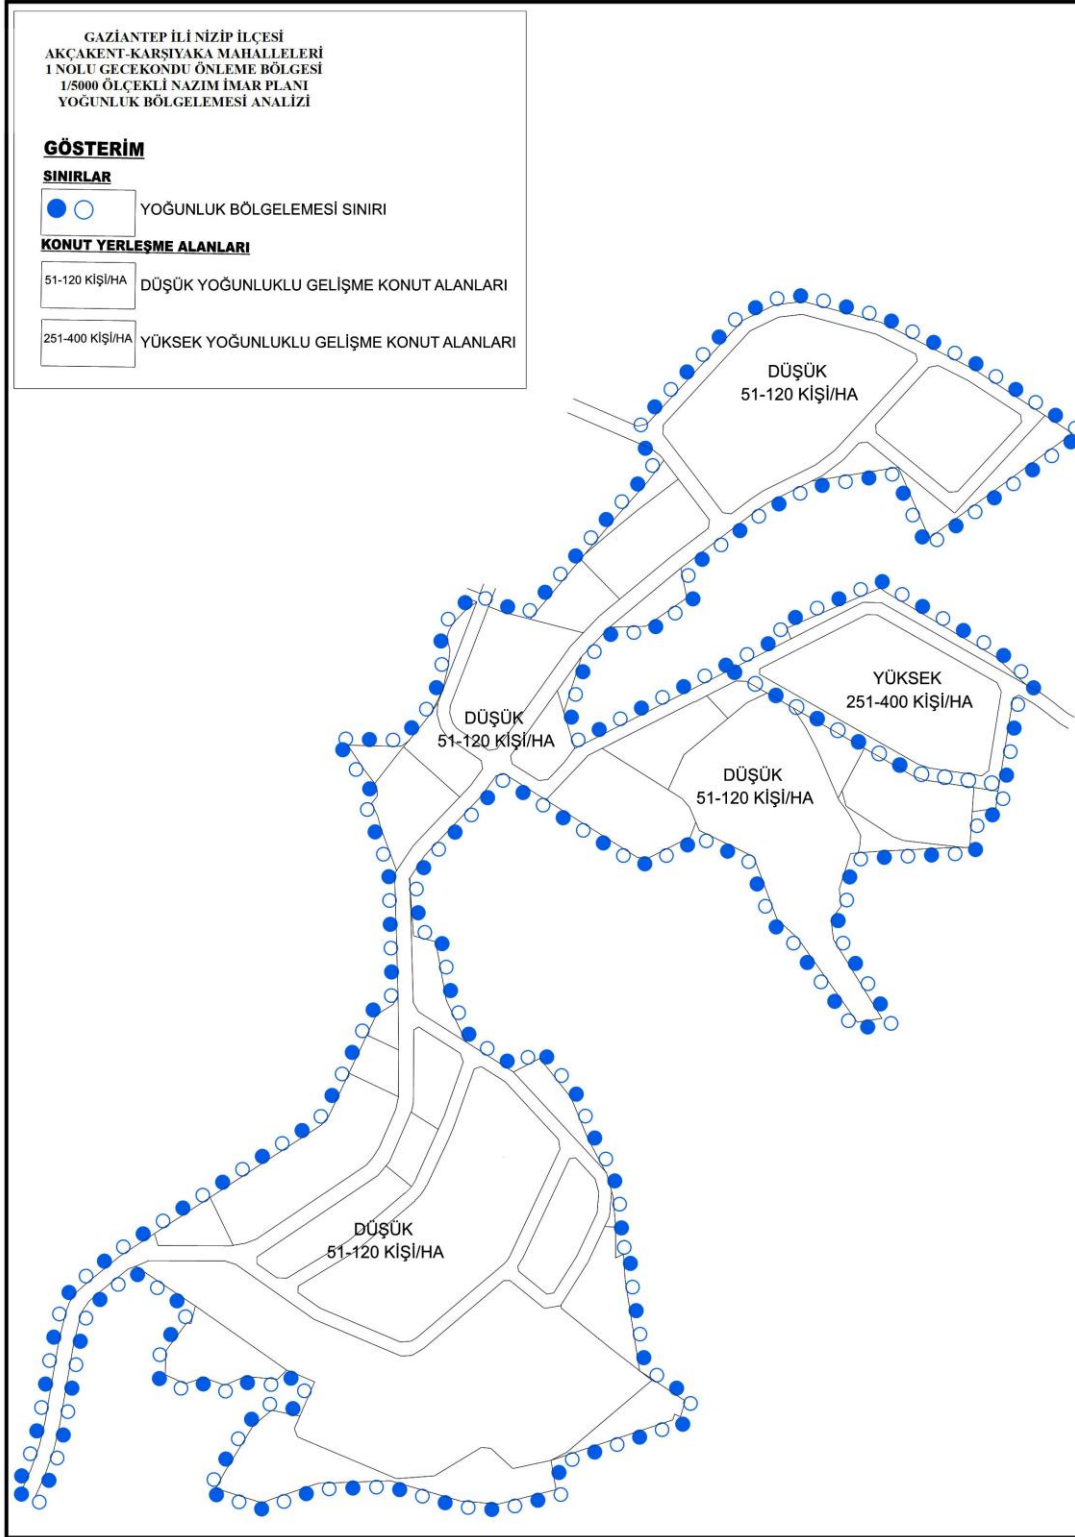 GAZİANTEP İLİ NİZİP İLÇESİ
AKÇAKENT-KARŞIYAKA MAHALLELERİ
1 NOLU GECEKONDU ÖNLEME BÖLGESİ
1/5000 ÖLÇEKLİ NAZIM İMAR PLANI
YOĞUNLUK BÖLGELEMESİ ANALİZİ
GÖSTERİM
SINIRLAR
YOĞUNLUK BÖLGELEMESİ SINIRI
KONUT YERLEŞME ALANLARI
51-120 KİŞİ/HA DÜŞÜK YOĞUNLUKLU GELİŞME KONUT ALANLARI
251-400 KİŞİ/HA YÜKSEK YOĞUNLUKLU GELİŞME KONUT ALANLARI
DÜŞÜK
51-120 KİŞİ/HA
YÜKSEK
251-400 KİŞİ/HA
DÜŞÜK
51-120 KİŞİ/HA
DÜŞÜK
51-120 KİŞİ/HA
DÜŞÜK
51-120 KİŞİ/HA